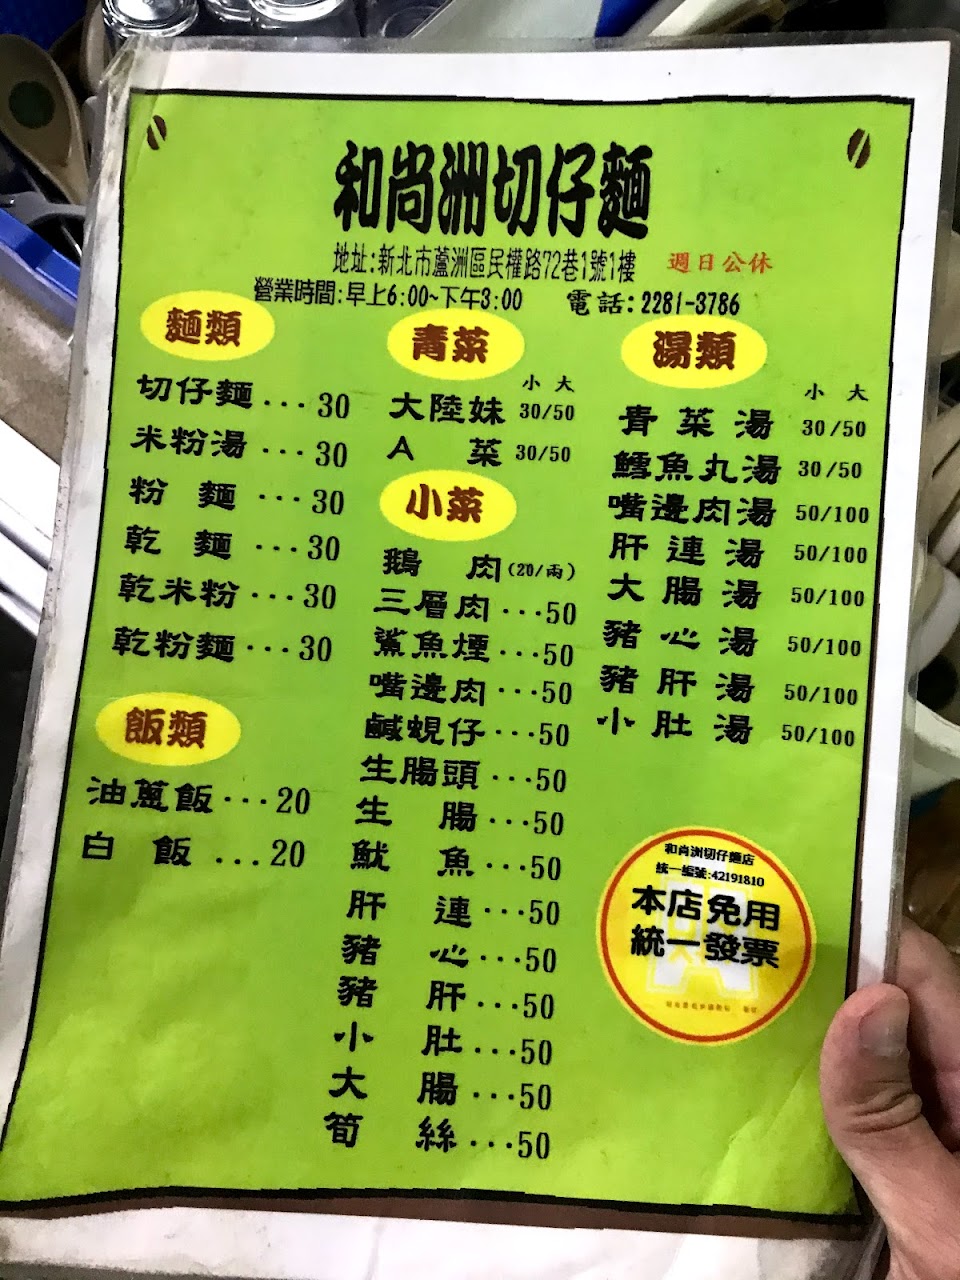 和尚洲切仔麵
地址:新北市蘆洲區民權路72巷1號1樓 週日公休
營業時間:早上6:00~下午3:00 電話:2281-3786
麵類
切仔麵...30
米粉湯...30
粉麵...30
乾麵...30
乾米粉...30
乾粉麵...30
飯類
油蔥飯...20
白飯...20
青菜
小 大
大陸妹 30/50
A菜 30/50
小菜
鵝肉(20/兩)
三層肉...50
鯊魚煙...50
嘴邊肉...50
鹹蜆仔...50
生腸頭...50
生腸...50
魷魚...50
肝連...50
豬心...50
豬肝...50
小肚...50
大腸...50
筍絲...50
湯類
小 大
青菜湯 30/50
鱈魚丸湯 30/50
嘴邊肉湯 50/100
肝連湯 50/100
大腸湯 50/100
豬心湯 50/100
豬肝湯 50/100
小肚湯 50/100
和尚洲切仔麵店
統一編號:42191810
本店免用
統一發票